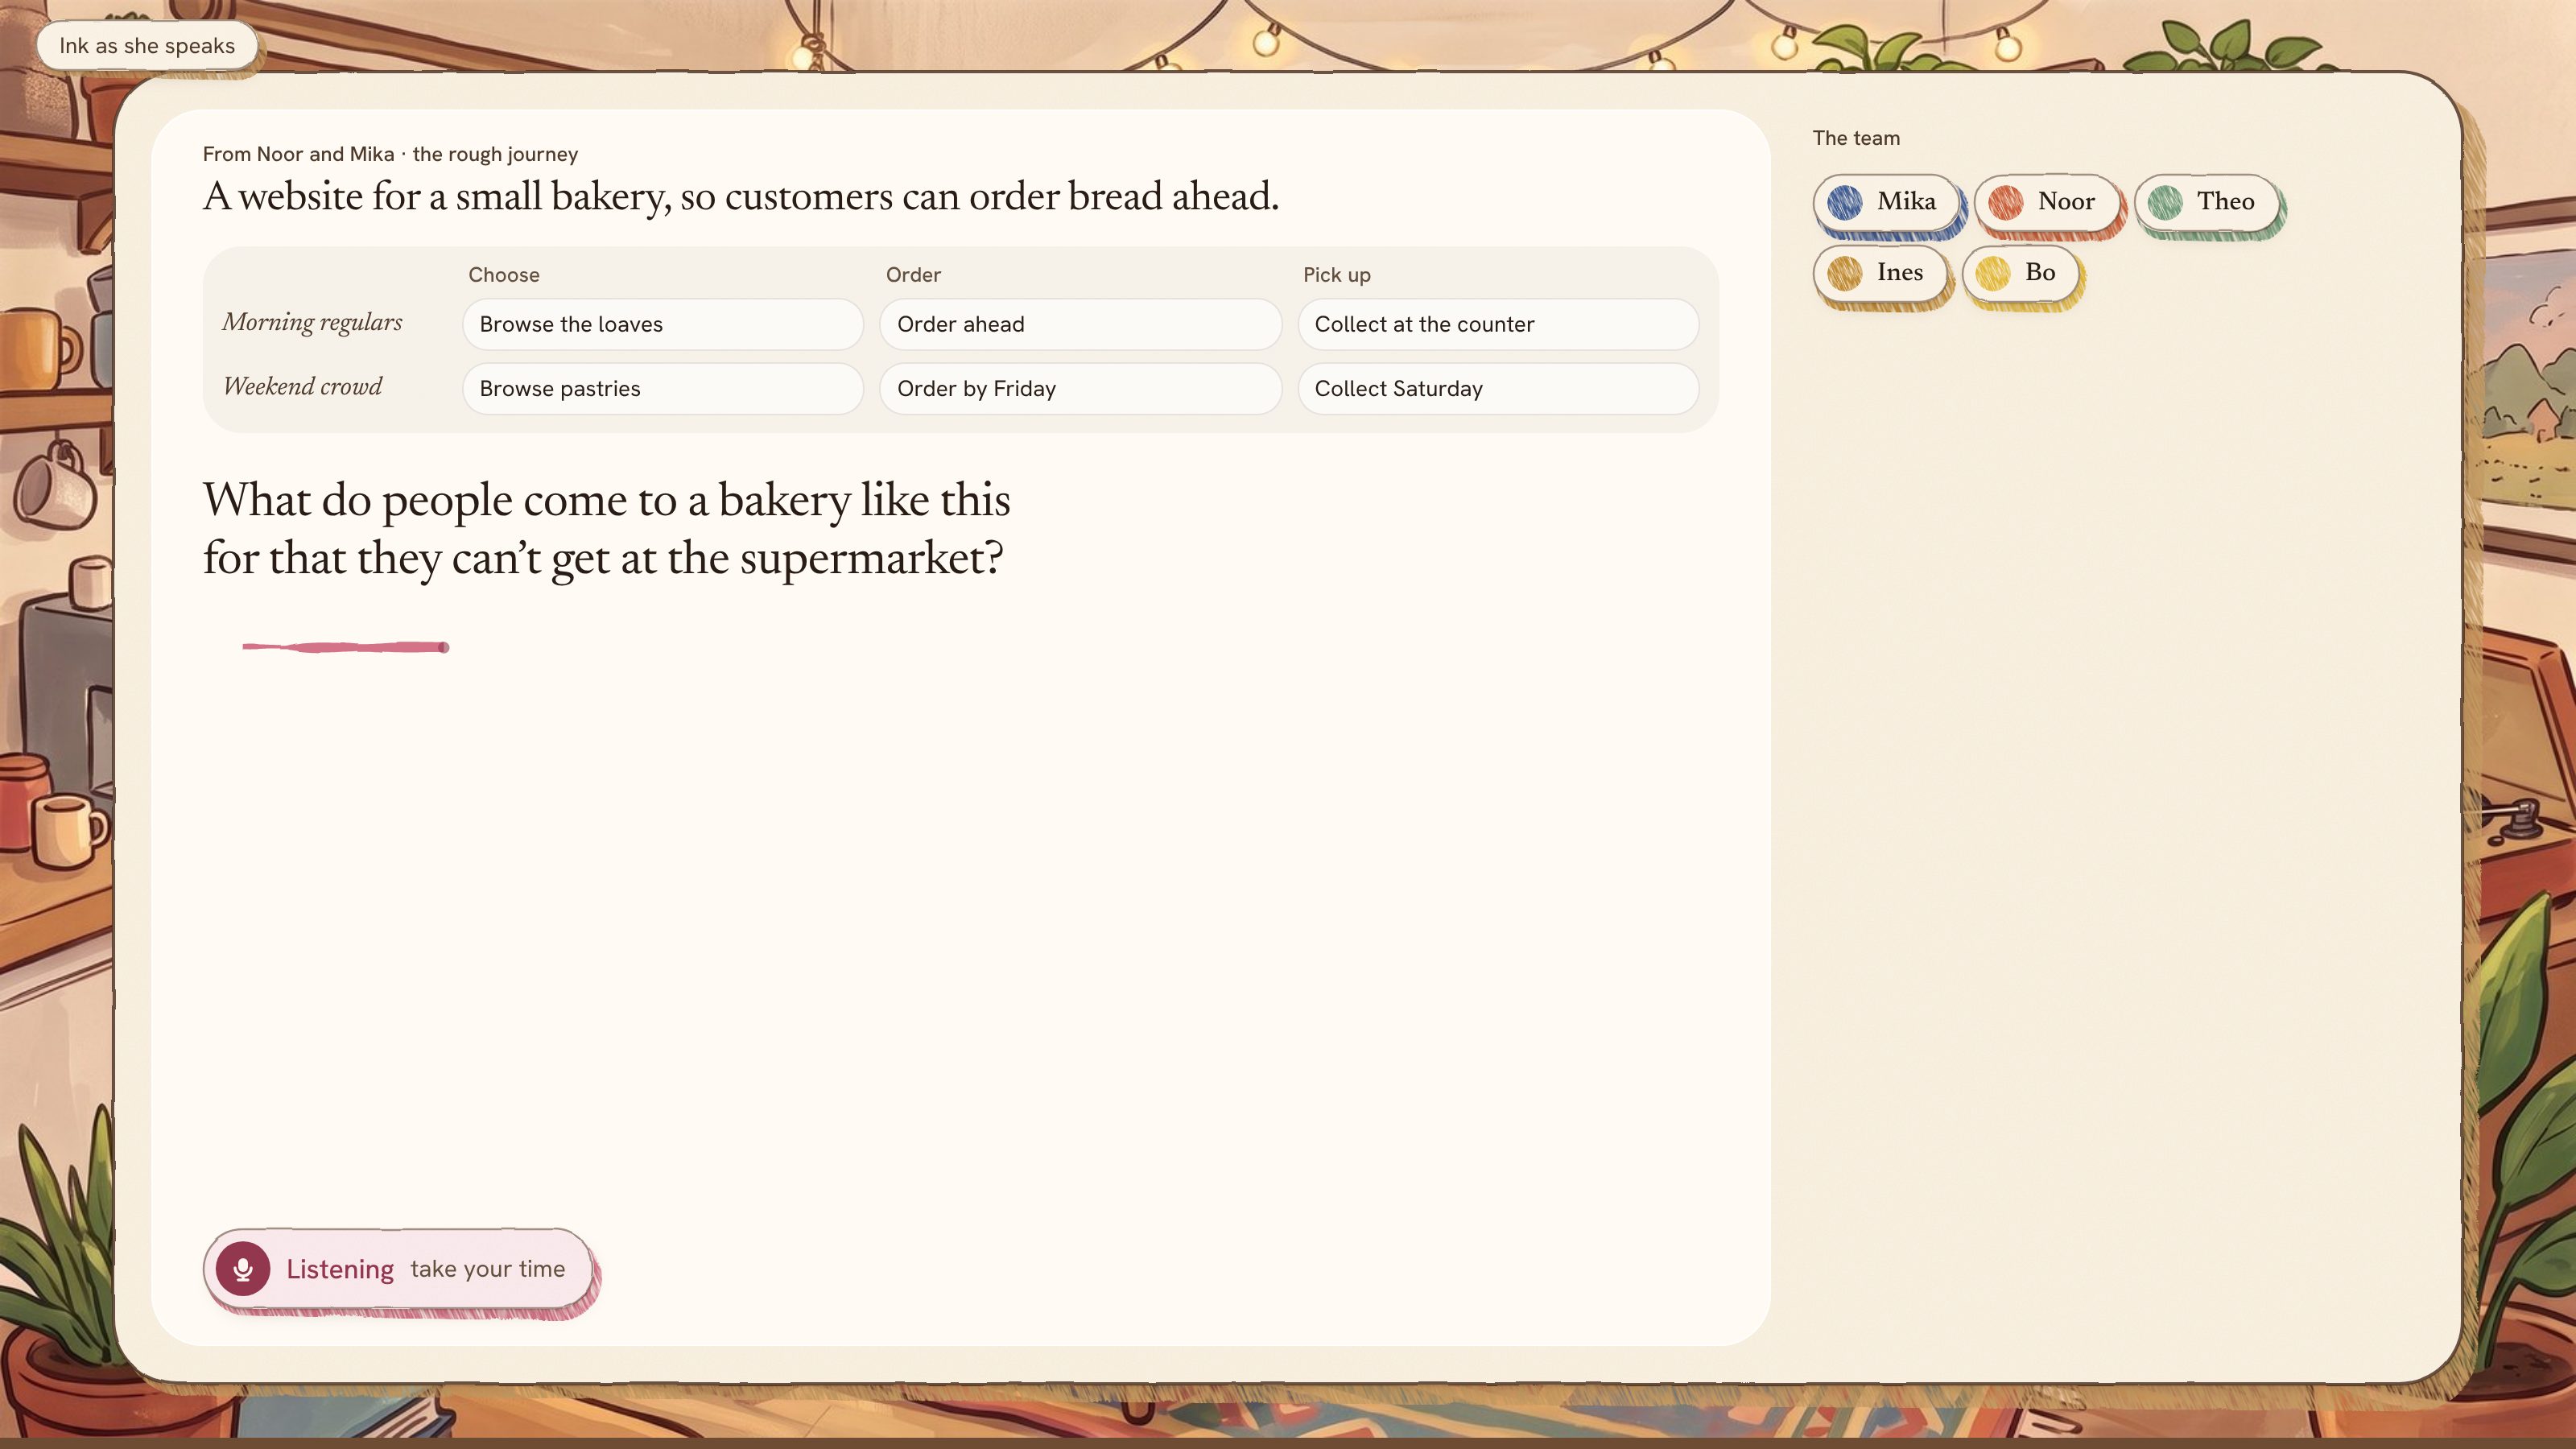 Ink as she speaks
From Noor and Mika · the rough journey
A website for a small bakery, so customers can order bread ahead.
Choose Order Pick up
Morning regulars Browse the loaves Order ahead Collect at the counter
Weekend crowd Browse pastries Order by Friday Collect Saturday
What do people come to a bakery like this
for that they can’t get at the supermarket?
Listening take your time
The team
Mika Noor Theo
Ines Bo